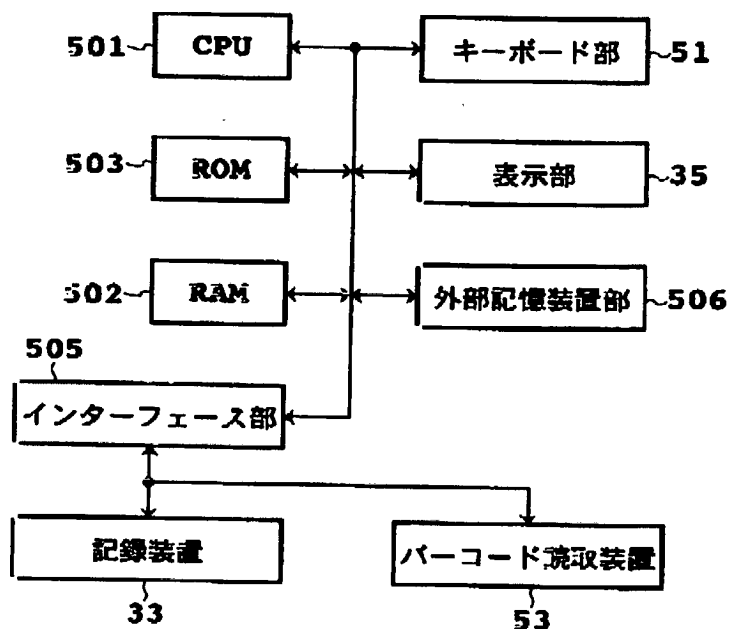 501 CPU キーボード部 51
503 ROM 表示部 35
502 RAM 外部記憶装置部 506
505
インターフェース部
記録装置 バーコード読取装置
33 53